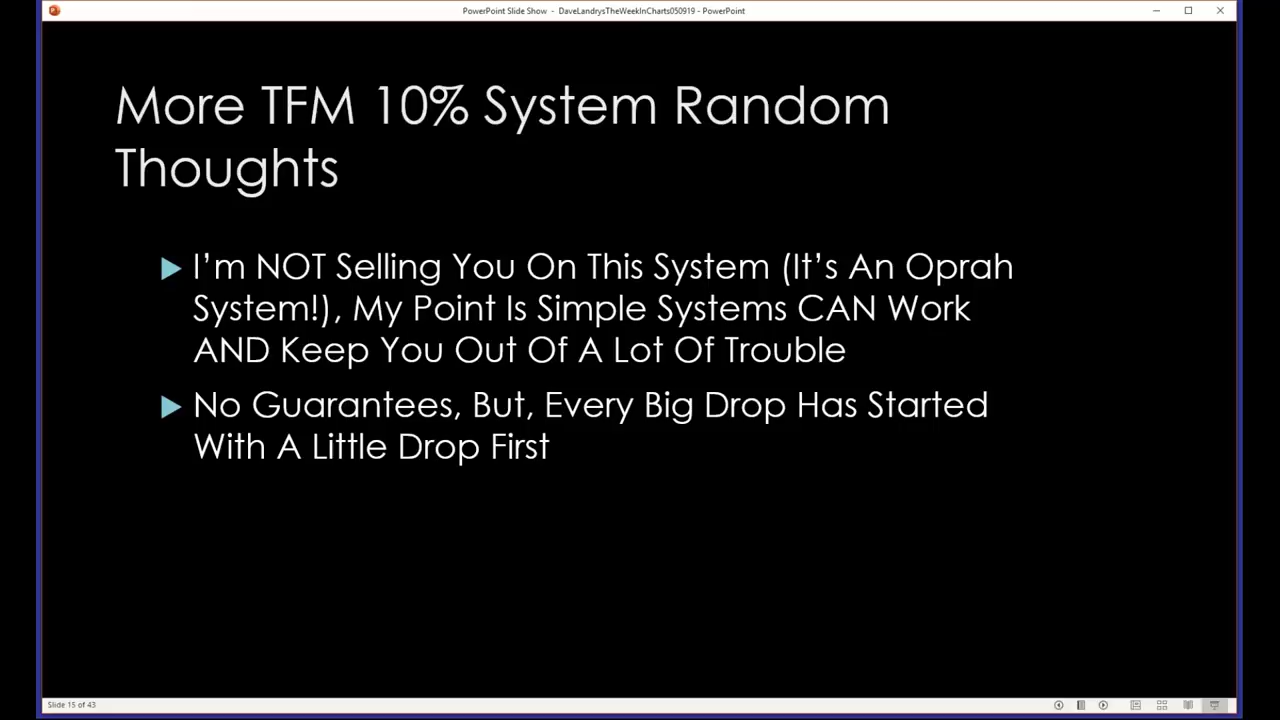 PowerPoint Slide Show - DaveLandrysTheWeekInCharts050919 - PowerPoint
More TFM 10% System Random
Thoughts
I'm NOT Selling You On This System (It's An Oprah
System!), My Point Is Simple Systems CAN Work
AND Keep You Out Of A Lot Of Trouble
No Guarantees, But, Every Big Drop Has Started
With A Little Drop First
Slide 15 of 43